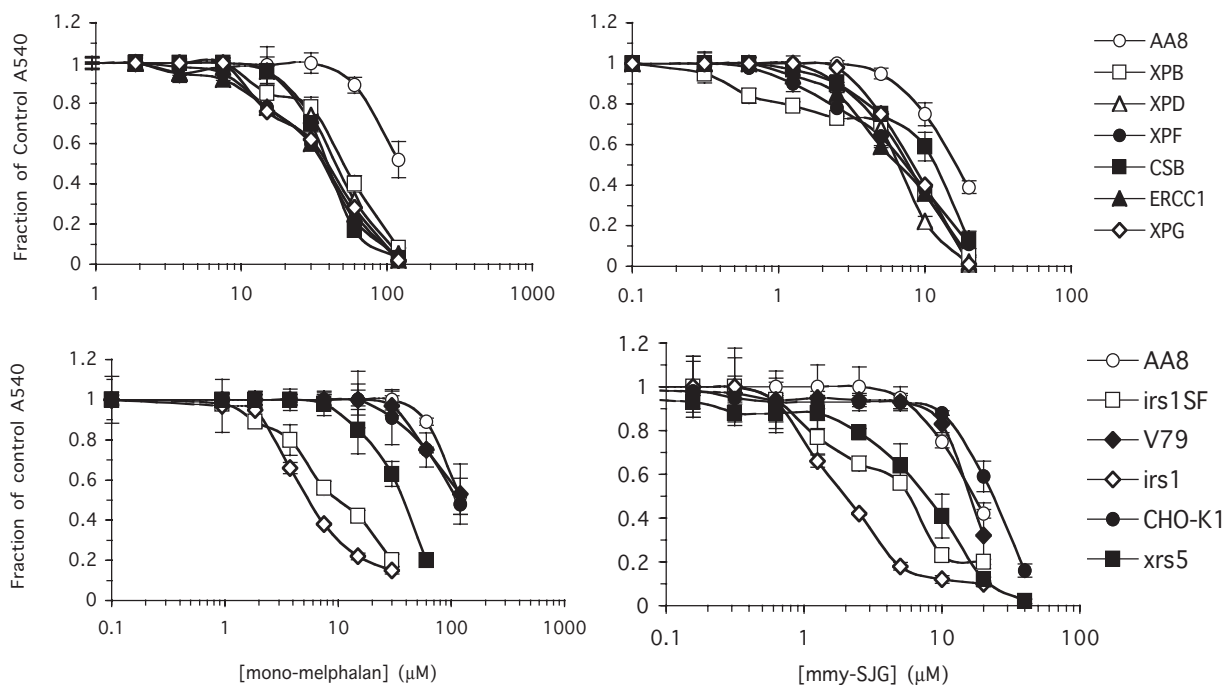 1.2
1
0.8
0.6
0.4
0.2
0
Fraction of Control A540
1 10 100 1000
1.2
1
0.8
0.6
0.4
0.2
0
0.1 1 10 100
AA8
XPB
XPD
XPF
CSB
ERCC1
XPG
1.2
1
0.8
0.6
0.4
0.2
0
Fraction of control A540
0.1 1 10 100 1000
[mono-melphalan] (μM)
1.2
1
0.8
0.6
0.4
0.2
0
0.1 1 10 100
[mmy-SJG] (μM)
AA8
irs1SF
V79
irs1
CHO-K1
xrs5